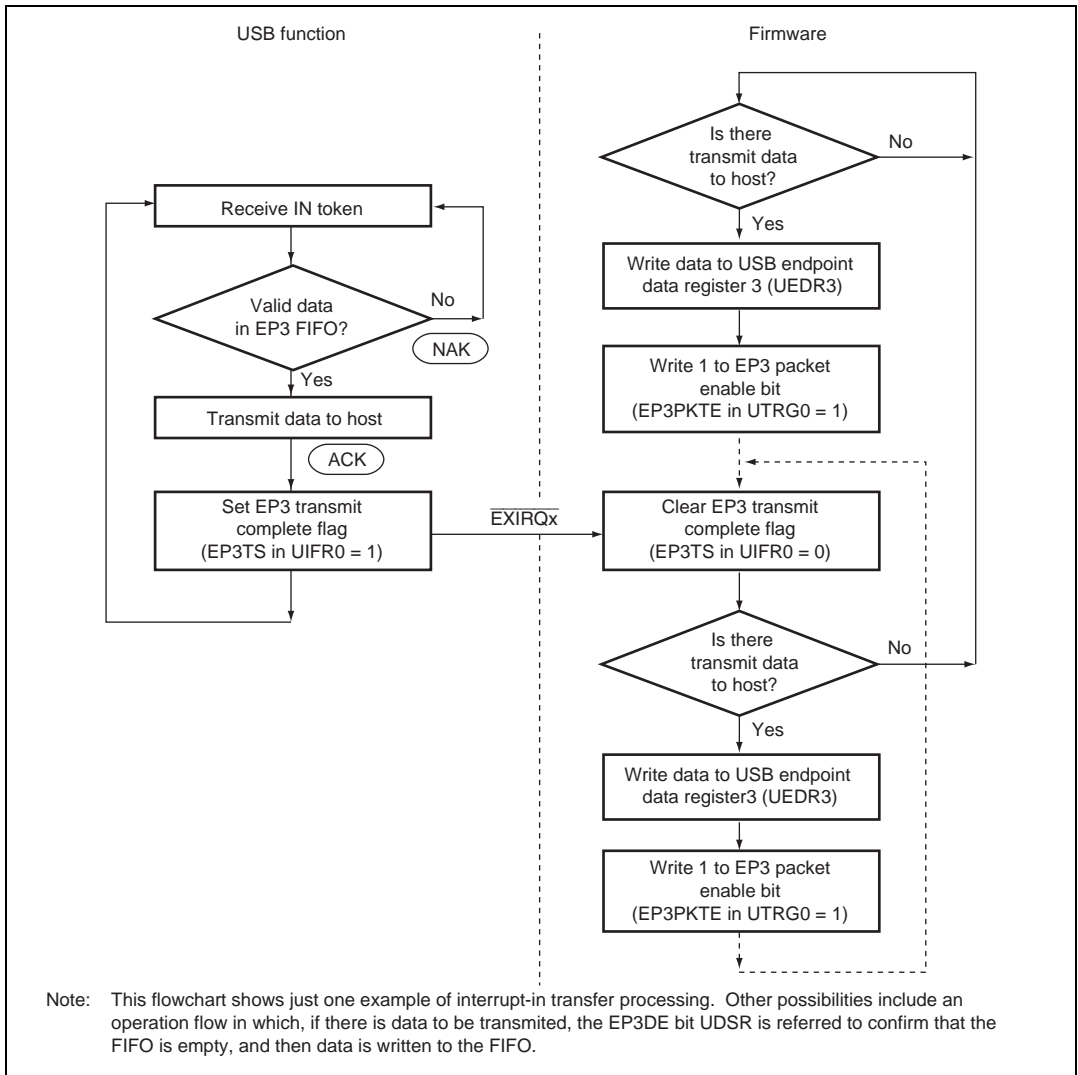 USB function
Firmware
Receive IN token
Valid data
in EP3 FIFO?
No
NAK
Yes
Transmit data to host
ACK
Set EP3 transmit
complete flag
(EP3TS in UIFR0 = 1)
EXIRQx
Is there
transmit data
to host?
No
Yes
Write data to USB endpoint
data register 3 (UEDR3)
Write 1 to EP3 packet
enable bit
(EP3PKTE in UTRG0 = 1)
Clear EP3 transmit
complete flag
(EP3TS in UIFR0 = 0)
Is there
transmit data
to host?
No
Yes
Write data to USB endpoint
data register3 (UEDR3)
Write 1 to EP3 packet
enable bit
(EP3PKTE in UTRG0 = 1)
Note: This flowchart shows just one example of interrupt-in transfer processing. Other possibilities include an
operation flow in which, if there is data to be transmited, the EP3DE bit UDSR is referred to confirm that the
FIFO is empty, and then data is written to the FIFO.